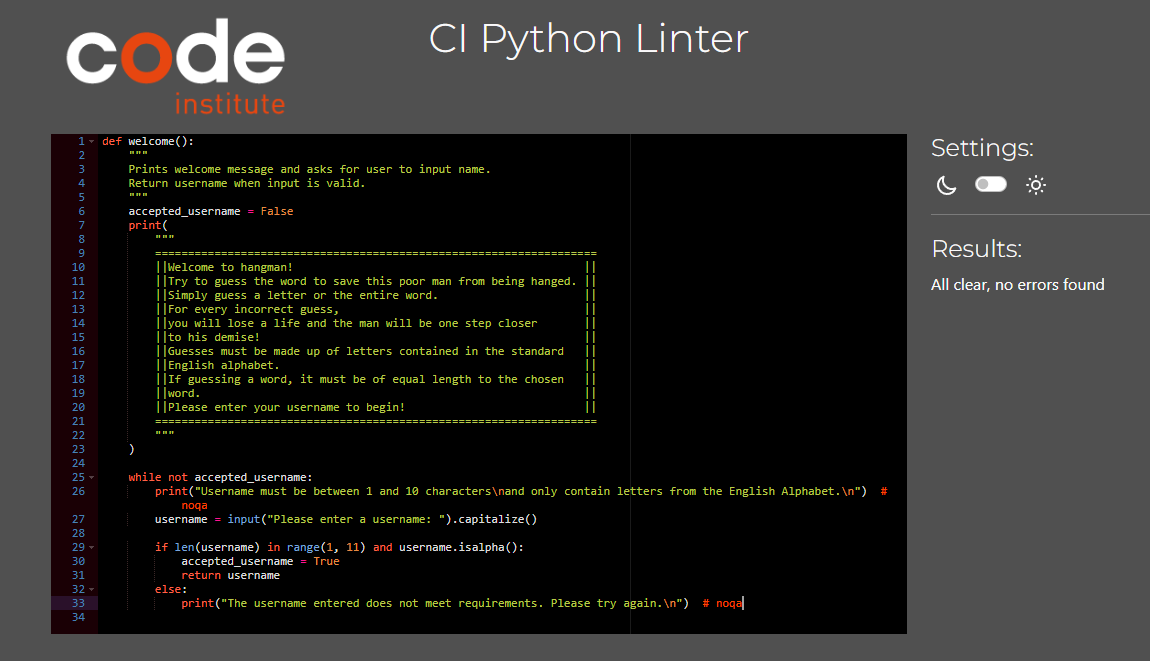 code
institute
CI Python Linter
1 def welcome():
2 """
3 Prints welcome message and asks for user to input name.
4 Return username when input is valid.
5 """
6 accepted_username = False
7 print(
8 """
9 ===================================================================
10 ||Welcome to hangman! ||
11 ||Try to guess the word to save this poor man from being hanged. ||
12 ||Simply guess a letter or the entire word. ||
13 ||For every incorrect guess, ||
14 ||you will lose a life and the man will be one step closer ||
15 ||to his demise! ||
16 ||Guesses must be made up of letters contained in the standard ||
17 ||English alphabet. ||
18 ||If guessing a word, it must be of equal length to the chosen ||
19 ||word. ||
20 ||Please enter your username to begin! ||
21 ===================================================================
22 """
23 )
24
25 while not accepted_username:
26 print("Username must be between 1 and 10 characters\nand only contain letters from the English Alphabet.\n") #
noqa
27 username = input("Please enter a username: ").capitalize()
28
29 if len(username) in range(1, 11) and username.isalpha():
30 accepted_username = True
31 return username
32 else:
33 print("The username entered does not meet requirements. Please try again.\n") # noqa
34
Settings:
Results:
All clear, no errors found